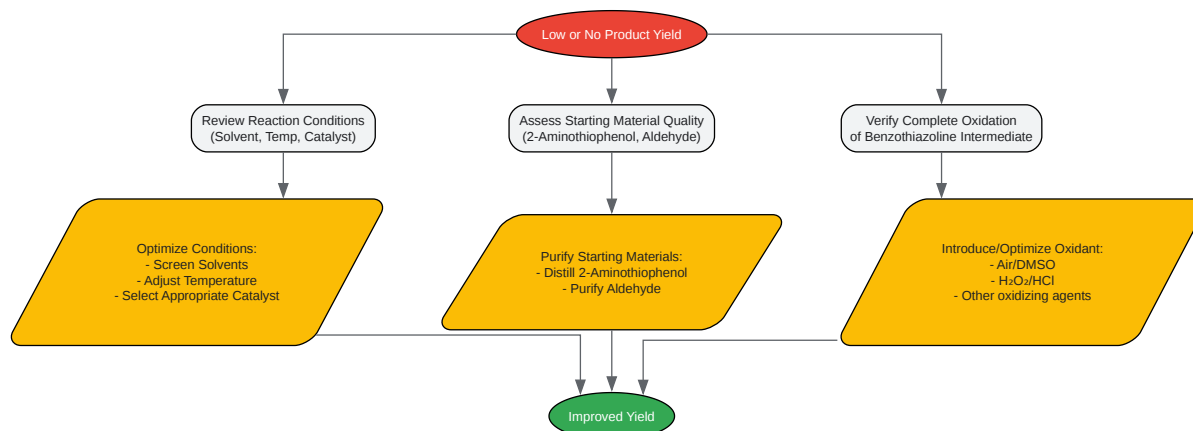 Low or No Product Yield
Review Reaction Conditions
(Solvent, Temp, Catalyst)
Assess Starting Material Quality
(2-Aminothiophenol, Aldehyde)
Verify Complete Oxidation
of Benzothiazoline Intermediate
Optimize Conditions:
- Screen Solvents
- Adjust Temperature
- Select Appropriate Catalyst
Purify Starting Materials:
- Distill 2-Aminothiophenol
- Purify Aldehyde
Introduce/Optimize Oxidant:
- Air/DMSO
- H₂O₂/HCl
- Other oxidizing agents
Improved Yield